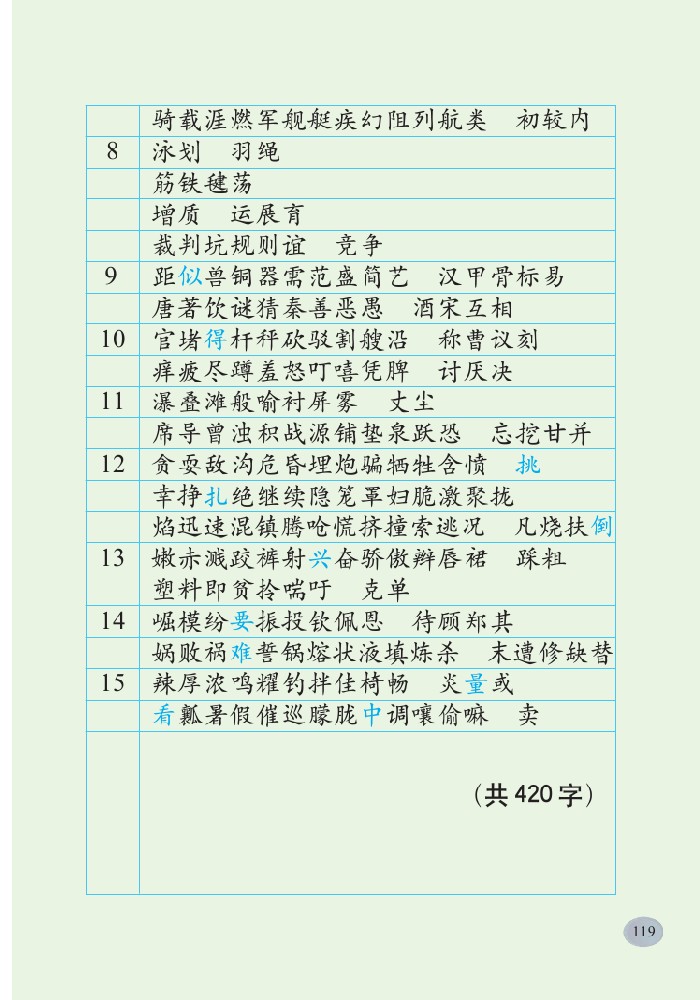 骑载涯燃军舰艇疾幻阻列航类 初较内
8 泳划 羽绳
筋铁毽荡
增质 运展育
裁判坑规则谊 竞争
9 距似兽铜器需范盛简艺 汉甲骨标易
唐著饮谜猜秦善恶愚 酒宋互相
10 官堵得杆秤砍驳割艘沿 称曹议刻
痒疲尽蹲羞怒叮嘻凭脾 讨厌决
11 瀑叠滩般喻衬屏雾 丈尘
席导曾浊积战源铺垫泉跃恐 忘挖甘并
12 贪耍敌沟危昏埋炮骗牺牲含愤 挑
幸挣扎绝继续隐笼罩妇脆激聚拢
焰迅速混镇腾呛慌挤撞索逃况 凡烧扶倒
13 嫩赤溅跤裤射兴奋骄傲辫唇裙 踩粒
塑料即贫拎喘吁 克单
14 崛模纷要振投钦佩恩 待顾郑其
娲败祸难誓锅熔状液填炼杀 末遭修缺替
15 辣厚浓鸣耀钓拌佳椅畅 炎量或
看瓢暑假催巡朦胧中调嚷偷嘛 卖
（共 420 字）
119